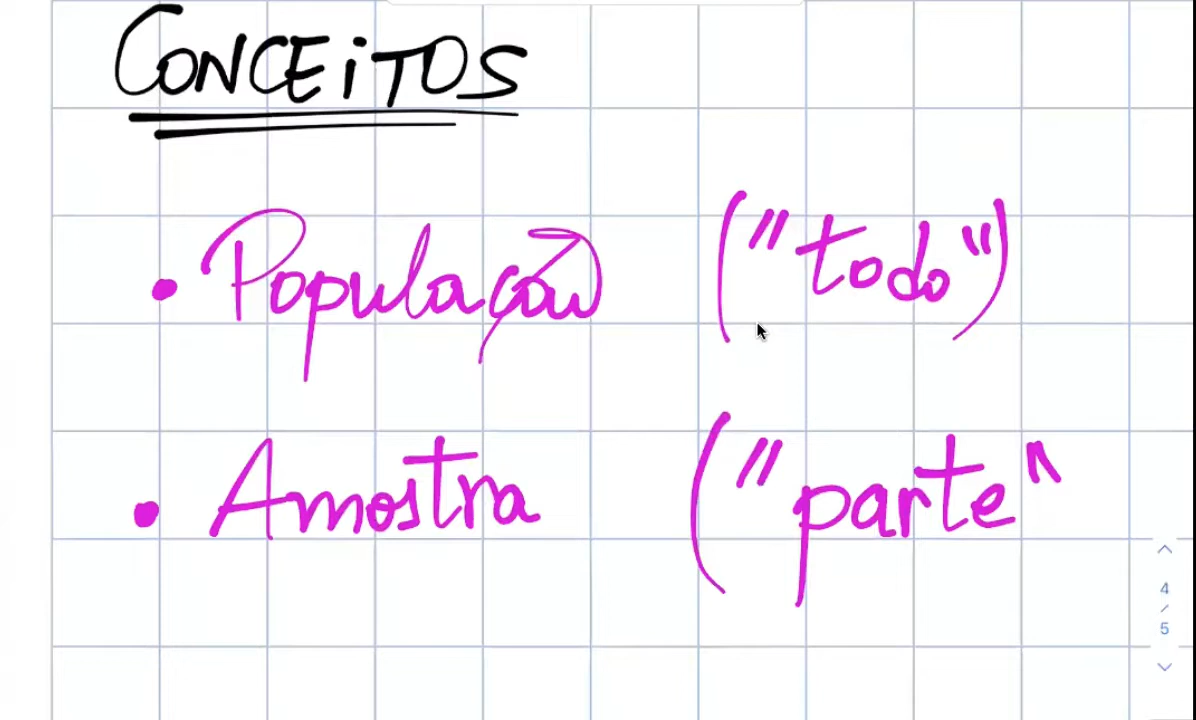 CONCEiTOS
• População ("todo")
• Amostra ("parte"
4
/
5